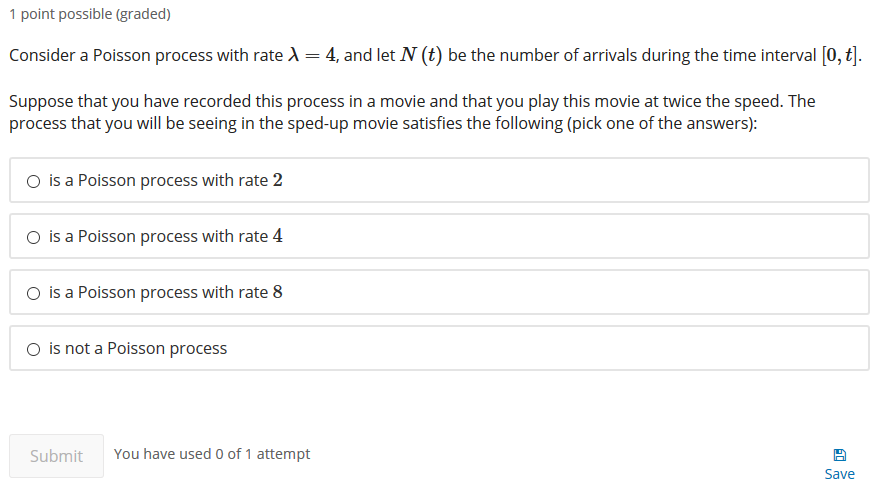 1 point possible (graded)
Consider a Poisson process with rate λ = 4, and let N (t) be the number of arrivals during the time interval [0, t].
Suppose that you have recorded this process in a movie and that you play this movie at twice the speed. The
process that you will be seeing in the sped-up movie satisfies the following (pick one of the answers):
is a Poisson process with rate 2
is a Poisson process with rate 4
is a Poisson process with rate 8
is not a Poisson process
Submit You have used 0 of 1 attempt
Save